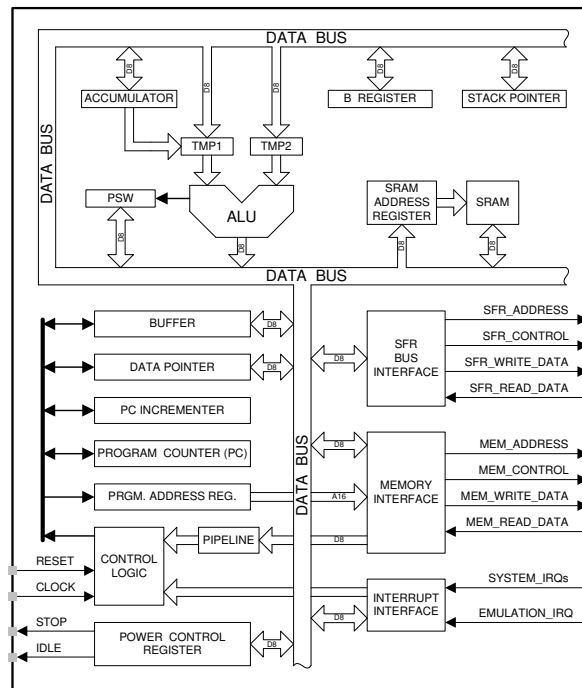 DATA BUS
D8
D8
D8
D8
D8
ACCUMULATOR
B REGISTER
STACK POINTER
DATA BUS
TMP1
TMP2
PSW
ALU
SRAM
ADDRESS
REGISTER
SRAM
D8
D8
D8
D8
DATA BUS
BUFFER
D8
DATA POINTER
D8
PC INCREMENTER
PROGRAM COUNTER (PC)
PRGM. ADDRESS REG.
A16
DATA BUS
SFR
BUS
INTERFACE
D8
SFR_ADDRESS
SFR_CONTROL
SFR_WRITE_DATA
SFR_READ_DATA
D8
MEMORY
INTERFACE
MEM_ADDRESS
MEM_CONTROL
MEM_WRITE_DATA
MEM_READ_DATA
CONTROL
LOGIC
PIPELINE
D8
RESET
CLOCK
INTERRUPT
INTERFACE
D8
SYSTEM_IRQs
EMULATION_IRQ
STOP
IDLE
POWER CONTROL
REGISTER
D8